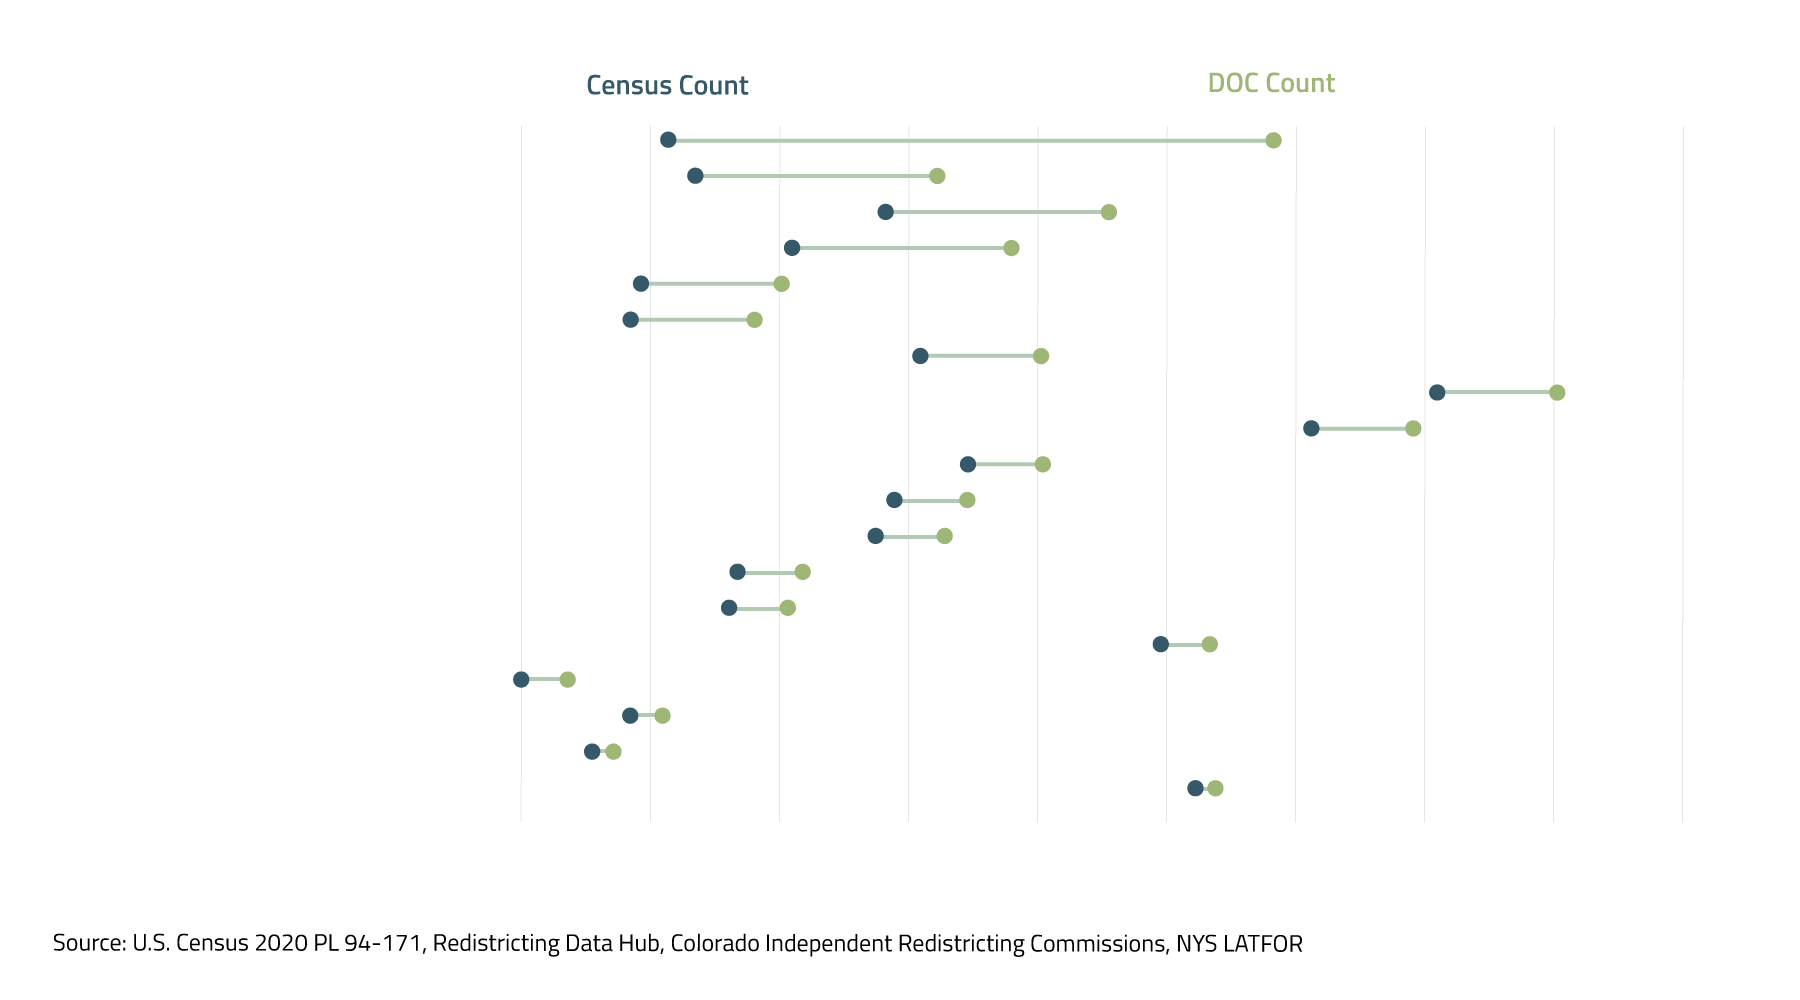 Census Count
DOC Count
Source: U.S. Census 2020 PL 94-171, Redistricting Data Hub, Colorado Independent Redistricting Commissions, NYS LATFOR